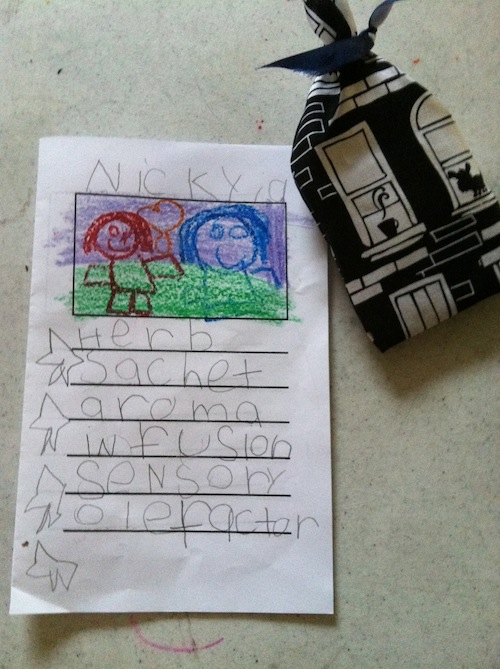 Nicky, a
Herb
Sachet
aroma
infusion
Sensory
olefactor